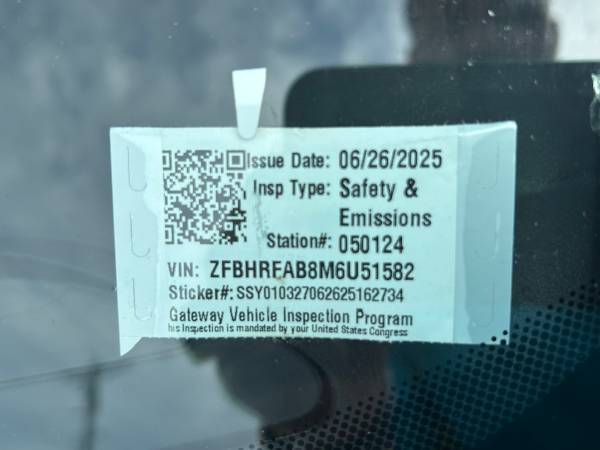 Issue Date: 06/26/2025
Insp Type: Safety &
Emissions
Station#: 050124
VIN: ZFBHRFAB8M6U51582
Sticker#: SSY010327062625162734
Gateway Vehicle Inspection Program
his Inspection is mandated by your United States Congress